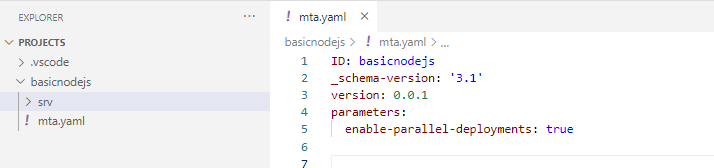 EXPLORER
PROJECTS
.vscode
basicnodejs
srv
! mta.yaml
! mta.yaml ×
basicnodejs > ! mta.yaml > ...
1 ID: basicnodejs
2 _schema-version: '3.1'
3 version: 0.0.1
4 parameters:
5 enable-parallel-deployments: true
6
7